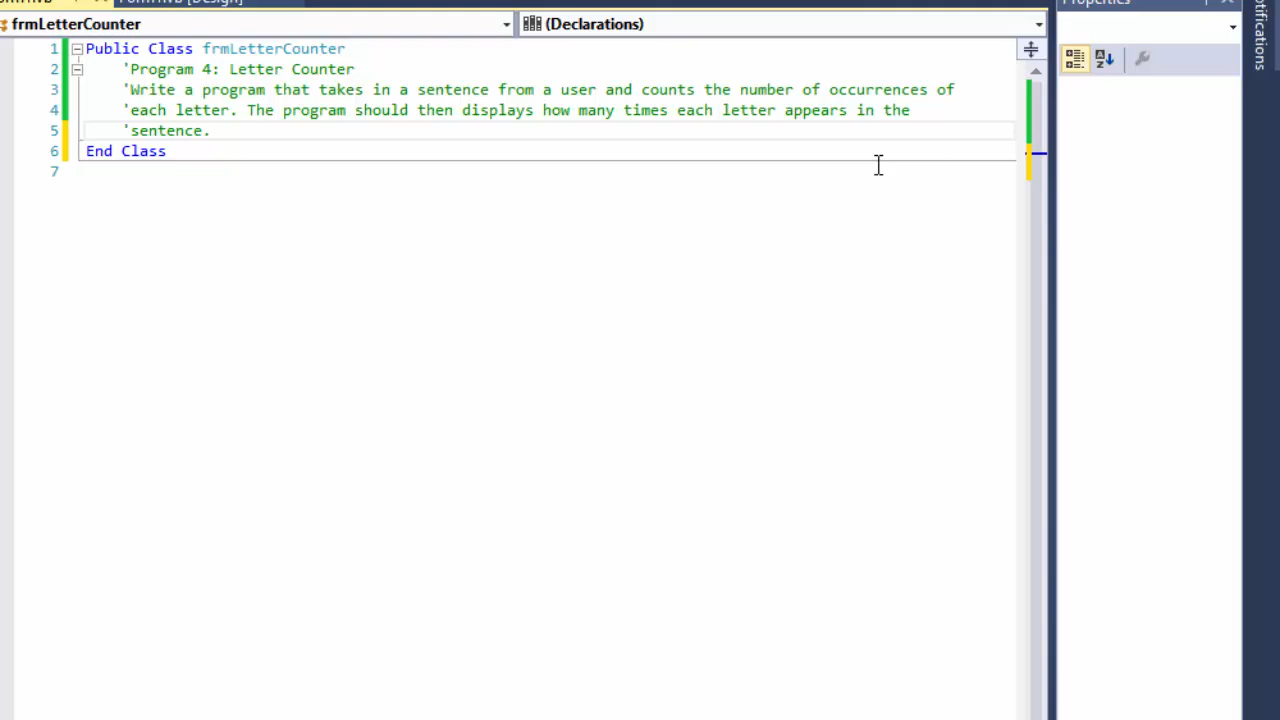 Properties
frmLetterCounter
(Declarations)
1 Public Class frmLetterCounter
2 'Program 4: Letter Counter
3 'Write a program that takes in a sentence from a user and counts the number of occurrences of
4 'each letter. The program should then displays how many times each letter appears in the
5 'sentence.
6 End Class
7